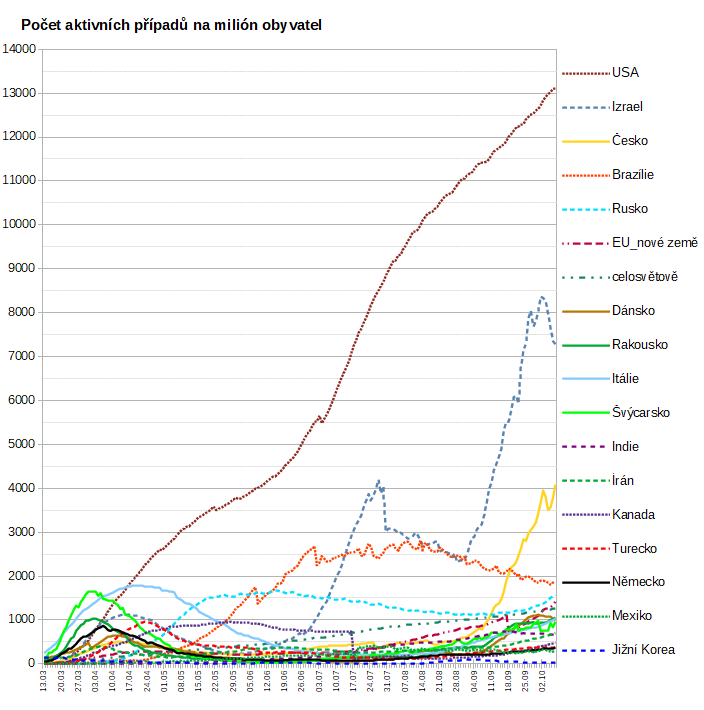 Počet aktivních případů na milión obyvatel
14000
13000
12000
11000
10000
9000
8000
7000
6000
5000
4000
3000
2000
1000
0
USA
Izrael
Česko
Brazílie
Rusko
EU_nové země
celosvětově
Dánsko
Rakousko
Itálie
Švýcarsko
Indie
Írán
Kanada
Turecko
Německo
Mexiko
Jižní Korea
13.03
20.03
27.03
03.04
10.04
17.04
24.04
01.05
08.05
15.05
22.05
29.05
05.06
12.06
19.06
26.06
03.07
10.07
17.07
24.07
31.07
07.08
14.08
21.08
28.08
04.09
11.09
18.09
25.09
02.10